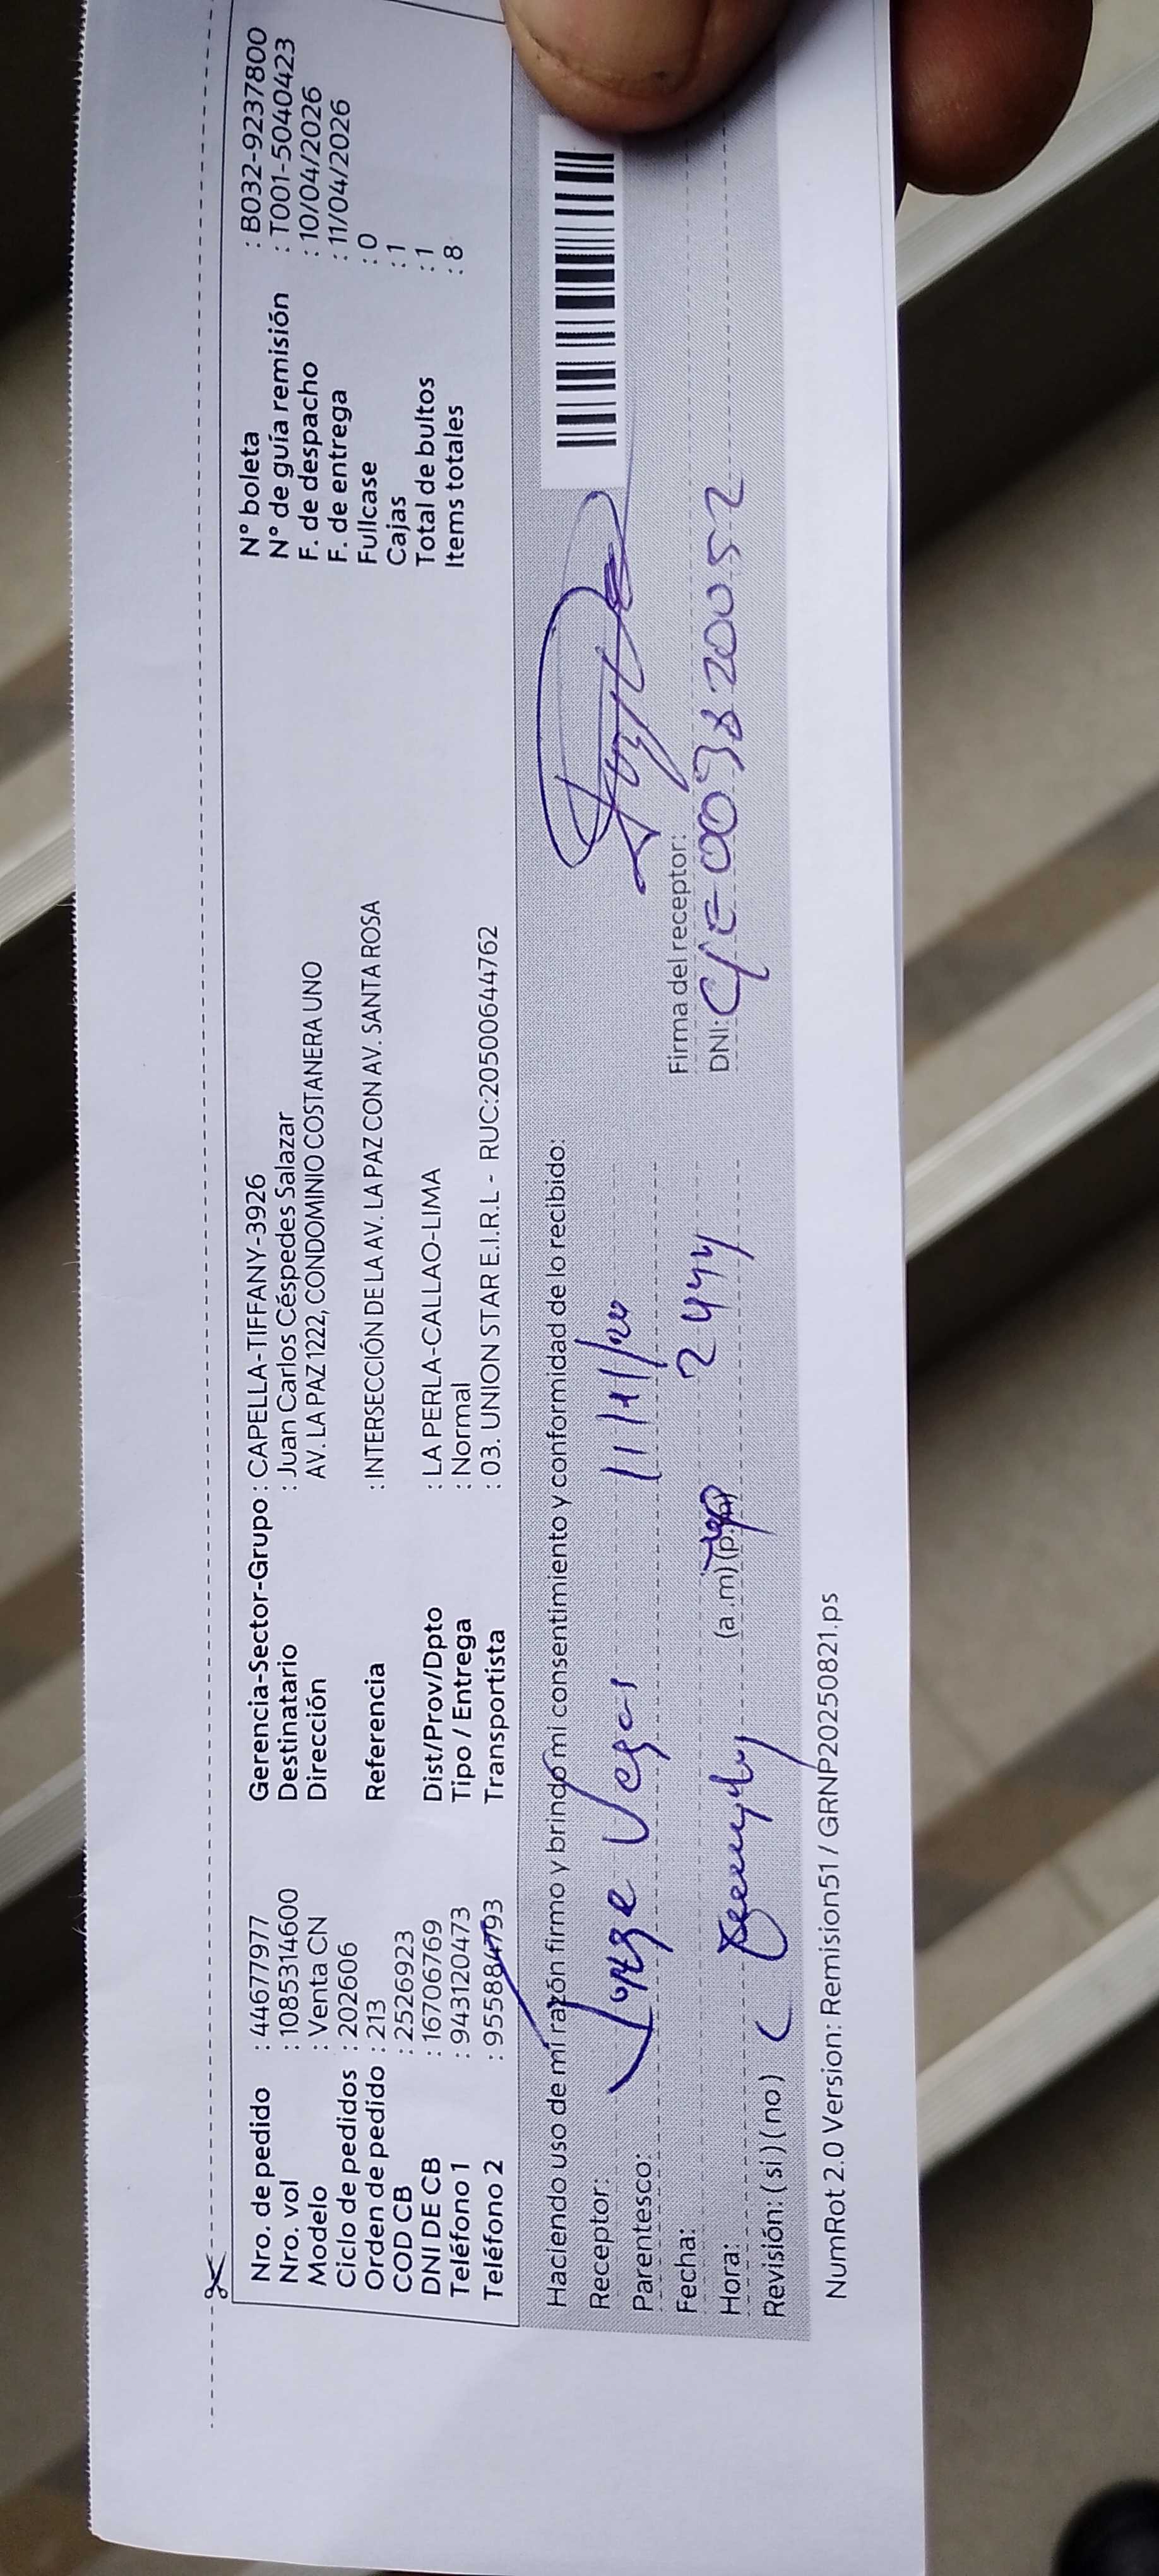 Nro. de pedido : 44677977
Nro. vol : 1085314600
Modelo : Venta CN
Ciclo de pedidos : 202606
Orden de pedido : 213
COD CB : 2526923
DNI DE CB : 16706769
Teléfono 1 : 943120473
Teléfono 2 : 955884793
Gerencia-Sector-Grupo : CAPELLA-TIFFANY-3926
Destinatario : Juan Carlos Céspedes Salazar
Dirección AV. LA PAZ 1222, CONDOMINIO COSTANERA UNO
Referencia : INTERSECCIÓN DE LA AV. LA PAZ CON AV. SANTA ROSA
Dist/Prov/Dpto : LA PERLA-CALLAO-LIMA
Tipo / Entrega : Normal
Transportista : 03. UNION STAR E.I.R.L - RUC:20500644762
N° boleta : B032-9237800
N° de guía remisión : T001-5040423
F. de despacho : 10/04/2026
F. de entrega : 11/04/2026
Fullcase : 0
Cajas : 1
Total de bultos : 1
Items totales : 8
Haciendo uso de mi razón firmo y brindo mi consentimiento y conformidad de lo recibido:
Receptor: Jorge Vegas
Parentesco:
Fecha:
Hora: (a.m) (p.m)
Revisión: (si) (no)
Firma del receptor:
DNI: C/E 003820052
NumRot 2.0 Version: Remision51 / GRNP20250821.ps